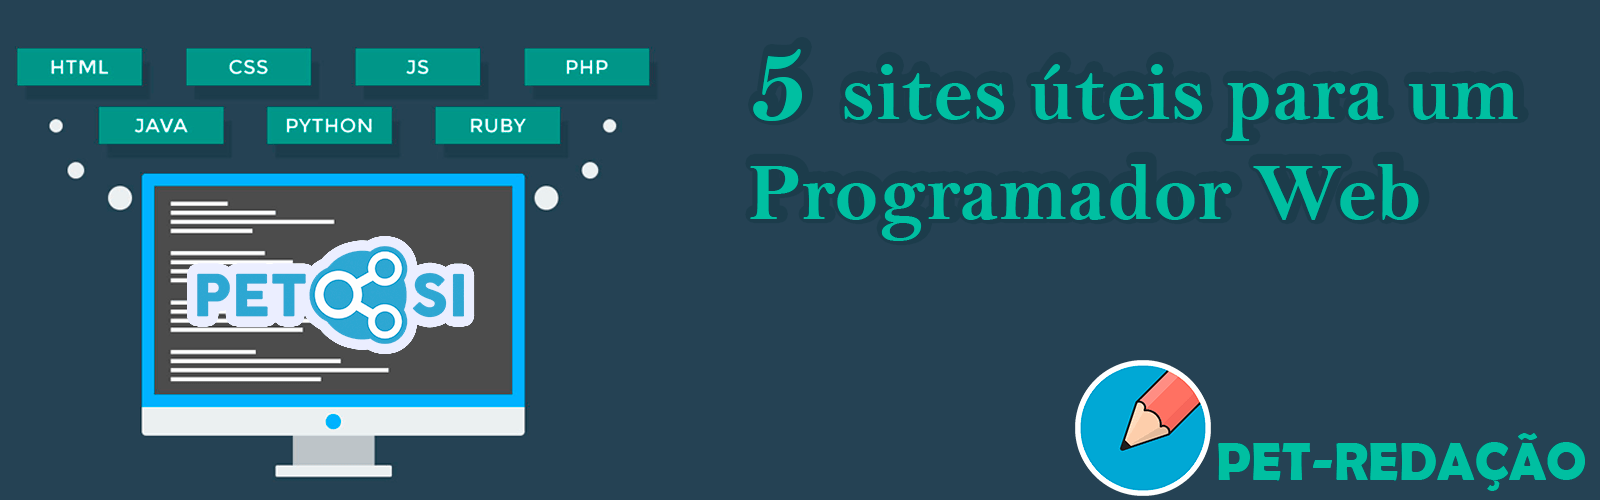 HTML CSS JS PHP
JAVA PYTHON RUBY
PET SI
5 sites úteis para um
Programador Web
PET-REDAÇÃO